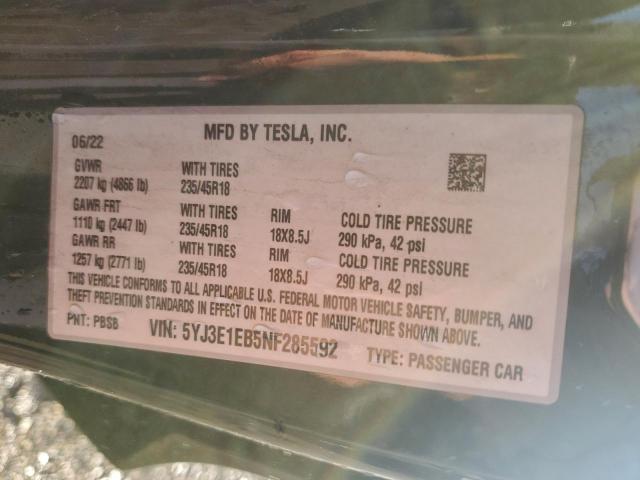 MFD BY TESLA, INC.
06/22
GVWR WITH TIRES
2207 kg (4866 lb) 235/45R18
GAWR FRT WITH TIRES RIM COLD TIRE PRESSURE
1110 kg (2447 lb) 235/45R18 18X8.5J 290 kPa, 42 psi
GAWR RR WITH TIRES RIM COLD TIRE PRESSURE
1257 kg (2771 lb) 235/45R18 18X8.5J 290 kPa, 42 psi
THIS VEHICLE CONFORMS TO ALL APPLICABLE U.S. FEDERAL MOTOR VEHICLE SAFETY, BUMPER, AND
THEFT PREVENTION STANDARDS IN EFFECT ON THE DATE OF MANUFACTURE SHOWN ABOVE.
PNT: PBSB VIN: 5YJ3E1EB5NF285592 TYPE: PASSENGER CAR